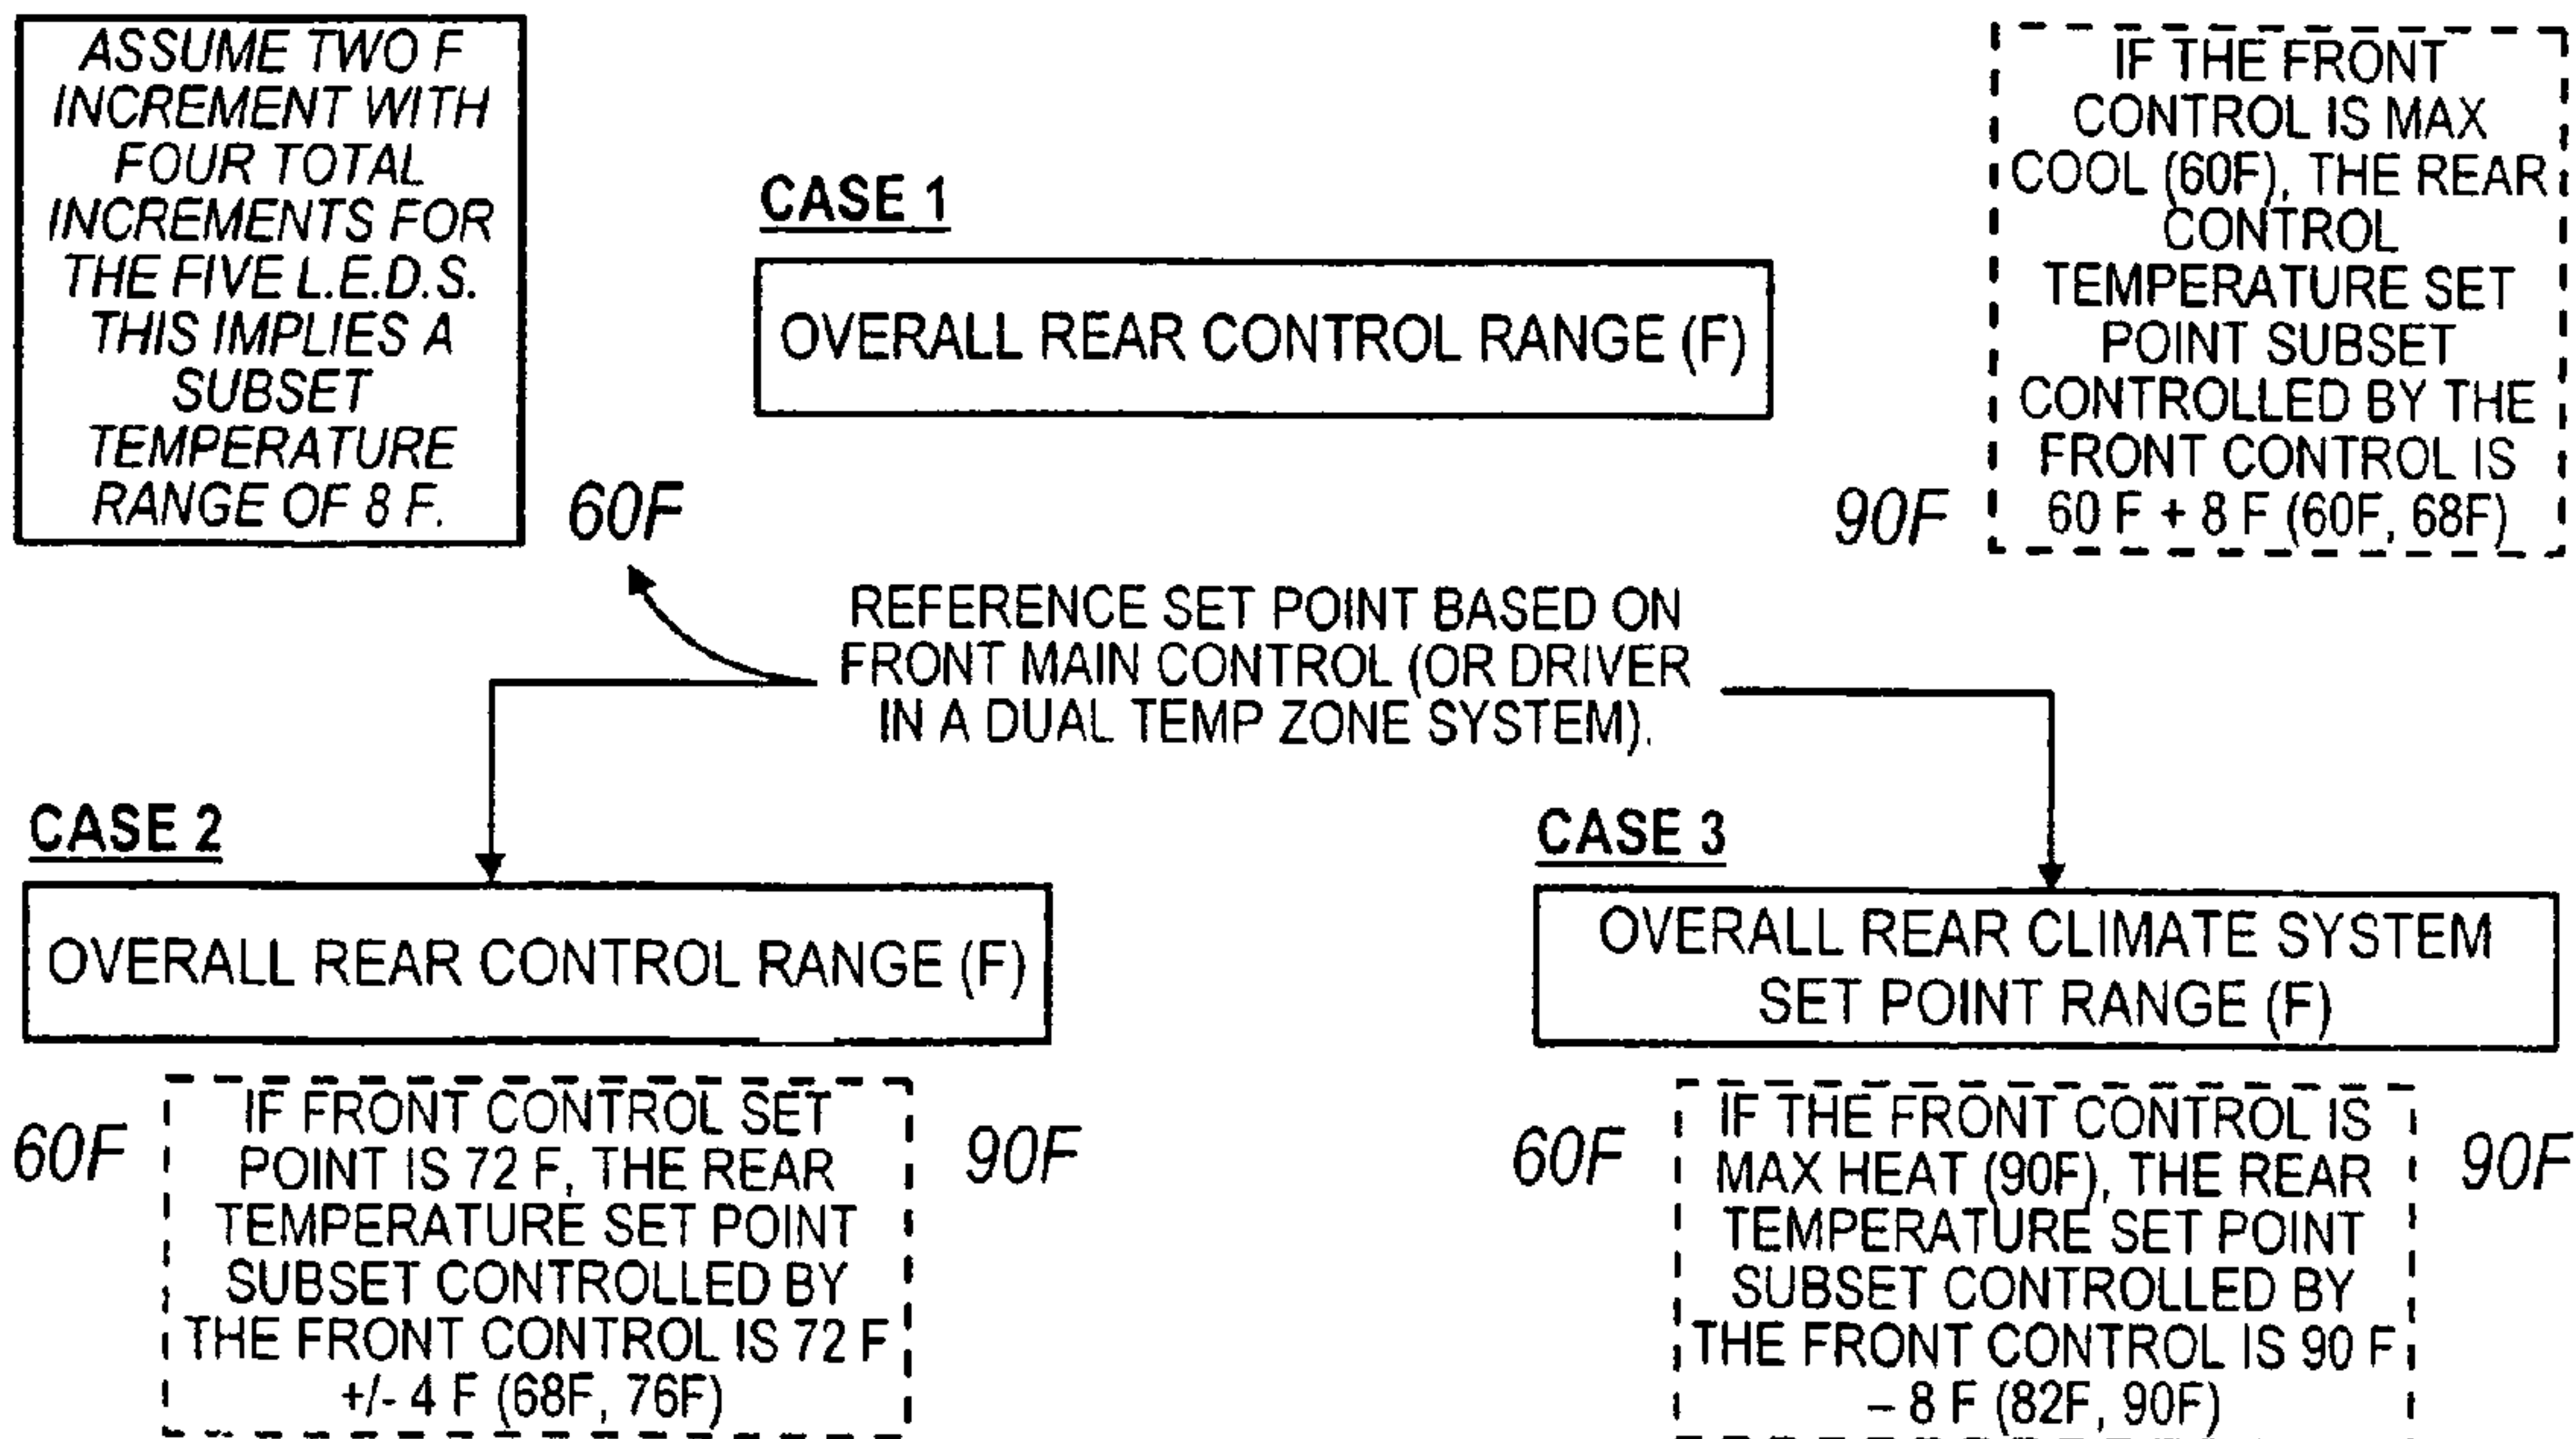 ASSUME TWO F
INCREMENT WITH
FOUR TOTAL
INCREMENTS FOR
THE FIVE L.E.D.S.
THIS IMPLIES A
SUBSET
TEMPERATURE
RANGE OF 8 F.
CASE 1
OVERALL REAR CONTROL RANGE (F)
60F
90F
IF THE FRONT
CONTROL IS MAX
COOL (60F), THE REAR
CONTROL
TEMPERATURE SET
POINT SUBSET
CONTROLLED BY THE
FRONT CONTROL IS
60 F + 8 F (60F, 68F)
REFERENCE SET POINT BASED ON
FRONT MAIN CONTROL (OR DRIVER
IN A DUAL TEMP ZONE SYSTEM).
CASE 2
OVERALL REAR CONTROL RANGE (F)
60F
IF FRONT CONTROL SET
POINT IS 72 F, THE REAR
TEMPERATURE SET POINT
SUBSET CONTROLLED BY
THE FRONT CONTROL IS 72 F
+/- 4 F (68F, 76F)
90F
CASE 3
OVERALL REAR CLIMATE SYSTEM
SET POINT RANGE (F)
60F
IF THE FRONT CONTROL IS
MAX HEAT (90F), THE REAR
TEMPERATURE SET POINT
SUBSET CONTROLLED BY
THE FRONT CONTROL IS 90 F
– 8 F (82F, 90F)
90F